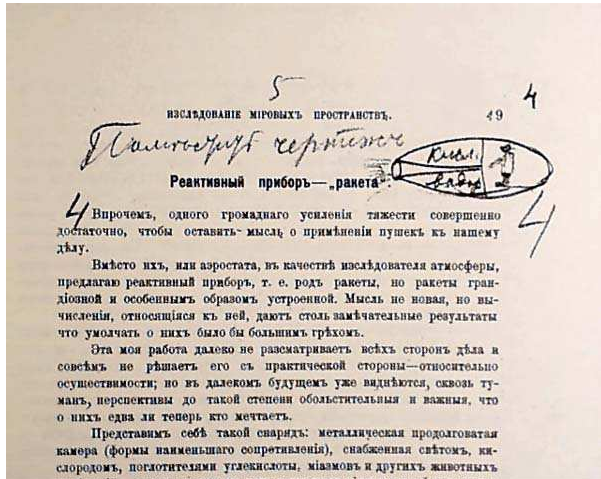 5
ИЗСЛѢДОВАНІЕ МІРОВЫХЪ ПРОСТРАНСТВЪ. 49 4
чертежъ
Кисл.
Реактивный приборъ—„ракета“.
4
4
Впрочемъ, одного громаднаго усиленія тяжести совершенно
достаточно, чтобы оставить мысль о примѣненіи пушекъ къ нашему
дѣлу.
Вмѣсто ихъ, или аэростата, въ качествѣ изслѣдователя атмосферы,
предлагаю реактивный приборъ, т. е. родъ ракеты, но ракеты гран-
діозной и особеннымъ образомъ устроенной. Мысль не новая, но вы-
численія, относящіяся къ ней, даютъ столь замѣчательные результаты
что умолчать о нихъ было бы большимъ грѣхомъ.
Эта моя работа далеко не разсматриваетъ всѣхъ сторонъ дѣла и
совсѣмъ не рѣшаетъ его съ практической стороны—относительно
осуществимости; но въ далекомъ будущемъ уже виднѣются, сквозь ту-
манъ, перспективы до такой степени обольстительныя и важныя, что
о нихъ едва ли теперь кто мечтаетъ.
Представимъ себѣ такой снарядъ: металлическая продолговатая
камера (формы наименьшаго сопротивленія), снабженная свѣтомъ, ки-
слородомъ, поглотителями углекислоты, міазмовъ и другихъ животныхъ